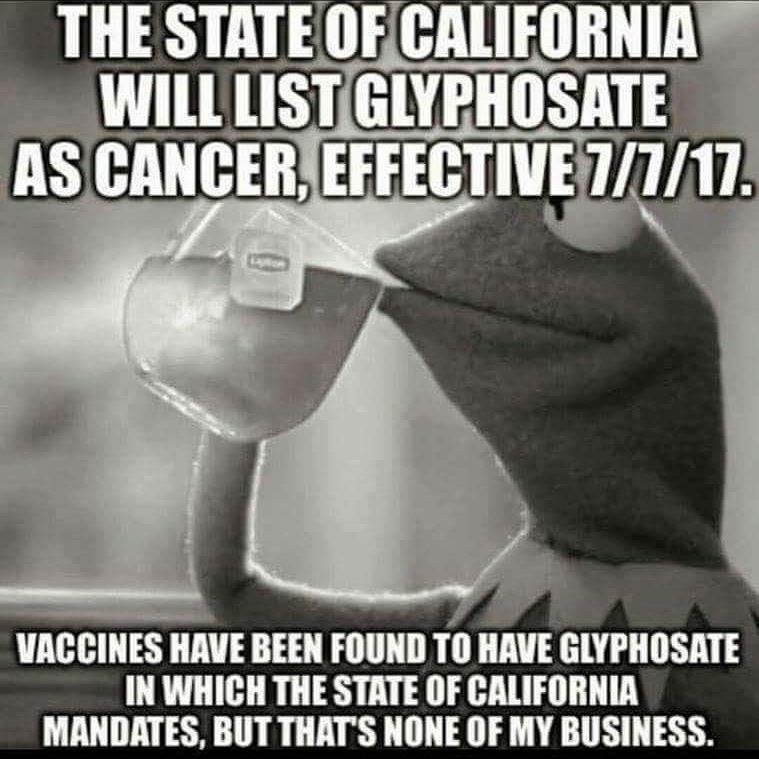 THE STATE OF CALIFORNIA
WILL LIST GLYPHOSATE
AS CANCER, EFFECTIVE 7/7/17.
Lipton
VACCINES HAVE BEEN FOUND TO HAVE GLYPHOSATE
IN WHICH THE STATE OF CALIFORNIA
MANDATES, BUT THAT'S NONE OF MY BUSINESS.